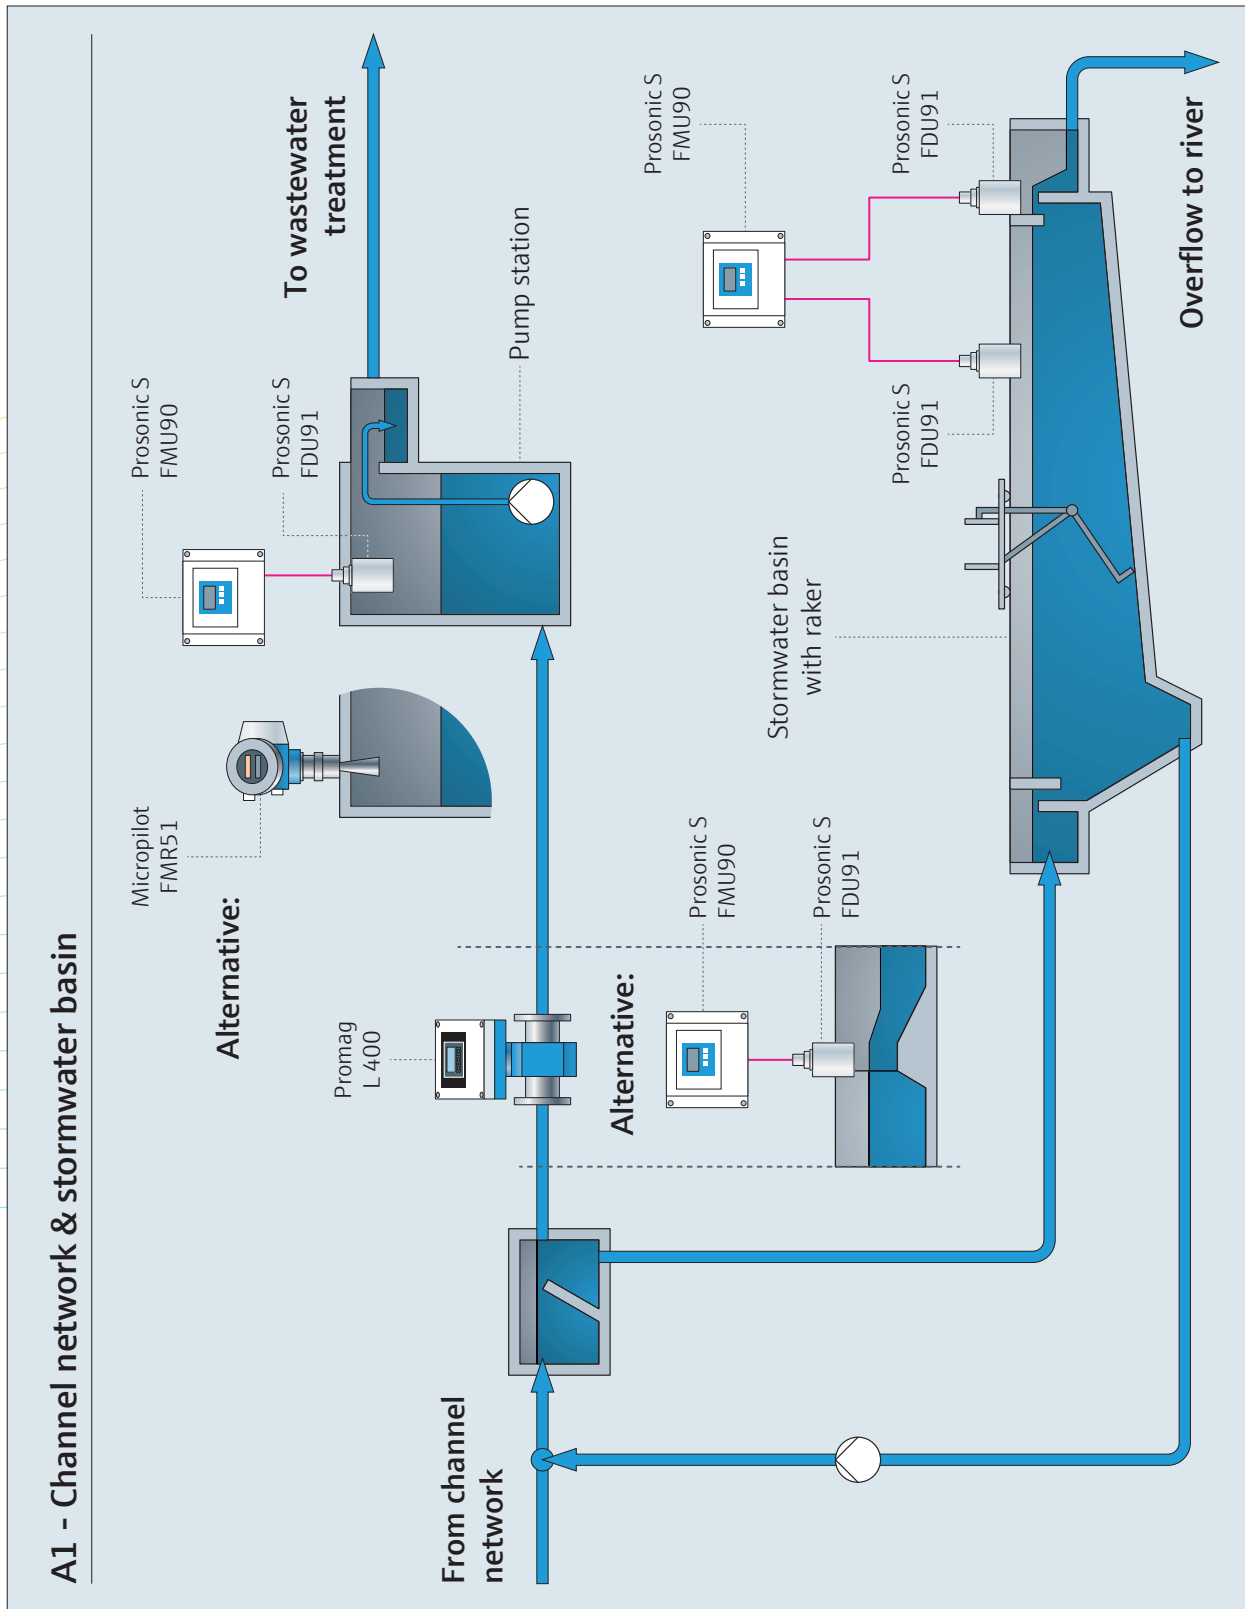 A1 - Channel network & stormwater basin
Micropilot
FMR51
Alternative:
Prosonic S
FMU90
Prosonic S
FDU91
To wastewater
treatment
Pump station
Promag
L 400
From channel
network
Alternative:
Prosonic S
FMU90
Prosonic S
FDU91
Stormwater basin
with raker
Prosonic S
FMU90
Prosonic S
FDU91
Prosonic S
FDU91
Overflow to river